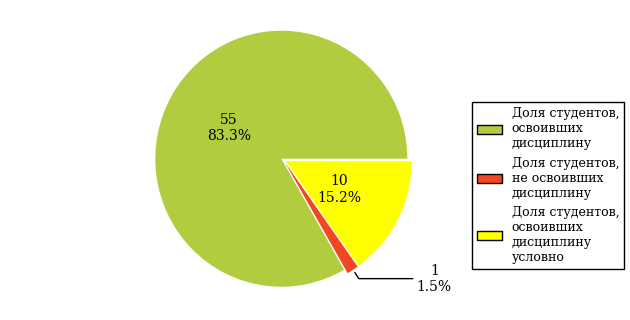 55
83.3%
10
15.2%
1
1.5%
Доля студентов,
освоивших
дисциплину
Доля студентов,
не освоивших
дисциплину
Доля студентов,
освоивших
дисциплину
условно